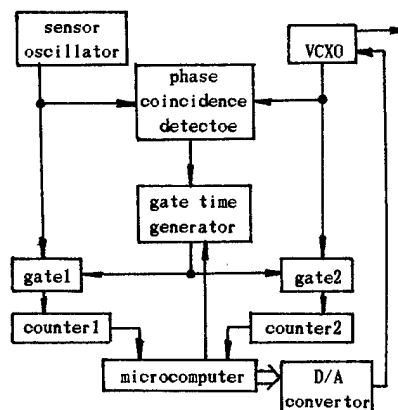 sensor
oscillator
VCXO
phase
coincidence
detectoe
gate time
generator
gate1
gate2
counter1
counter2
microcomputer
D/A
convertor